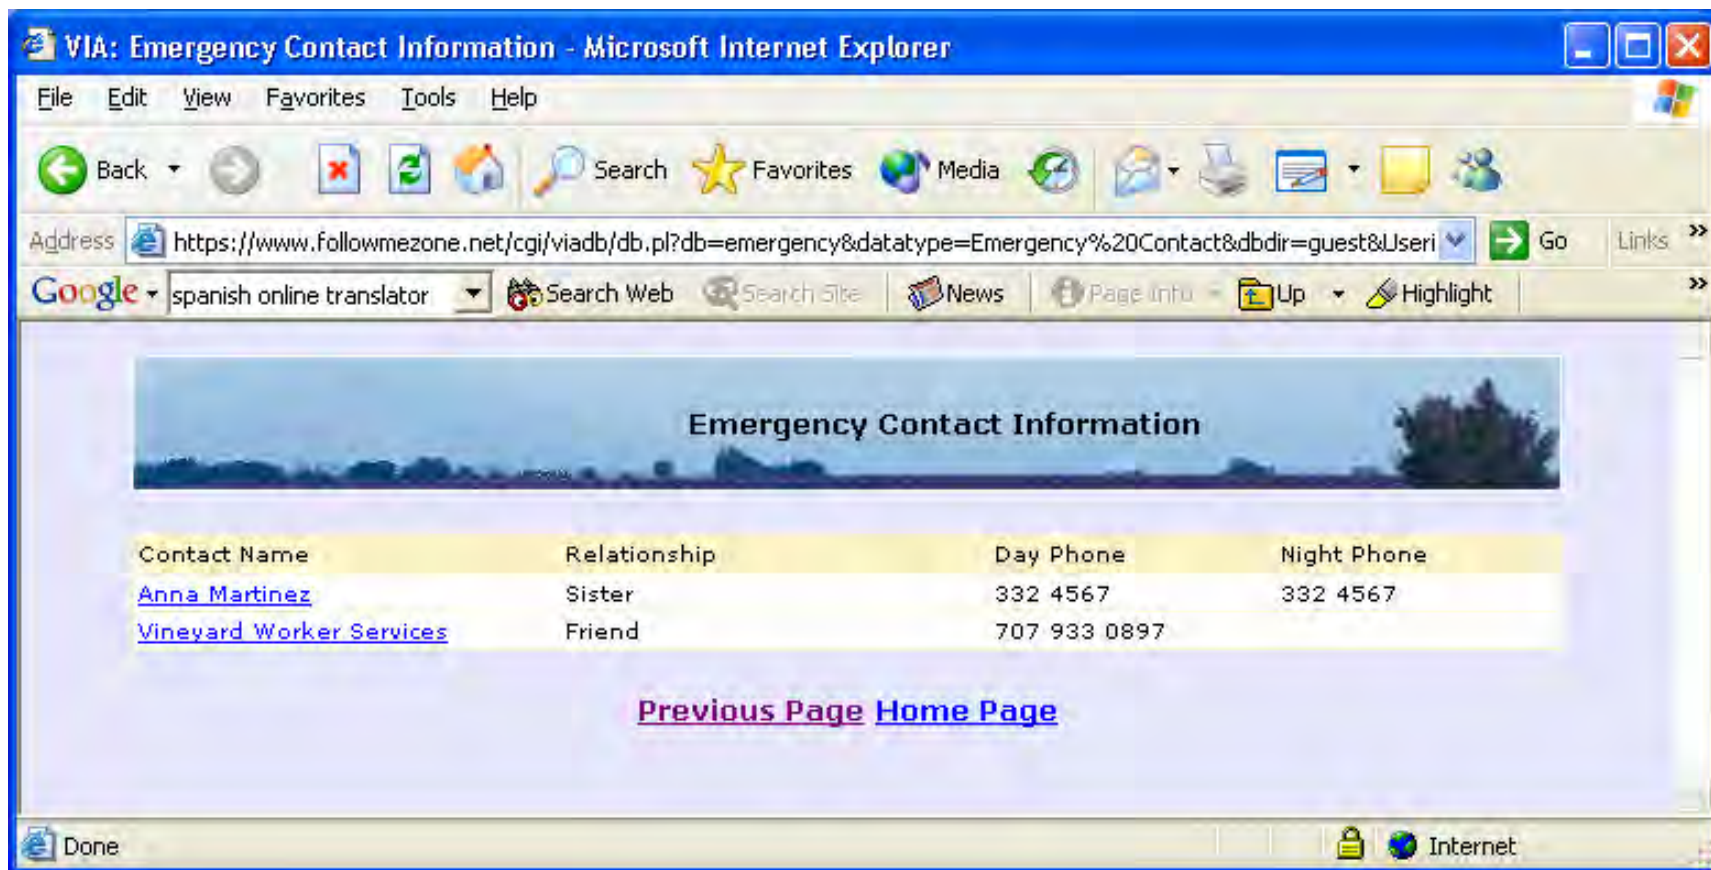 VIA: Emergency Contact Information - Microsoft Internet Explorer
File Edit View Favorites Tools Help
Back Search Favorites Media
Address https://www.followmezone.net/cgi/viadb/db.pl?db=emergency&datatype=Emergency%20Contact&dbdir=guest&Useri Go Links »
Google spanish online translator Search Web Search Site News Page Info Up Highlight »
Emergency Contact Information
Contact Name Relationship Day Phone Night Phone
Anna Martinez Sister 332 4567 332 4567
Vineyard Worker Services Friend 707 933 0897
Previous Page Home Page
Done Internet